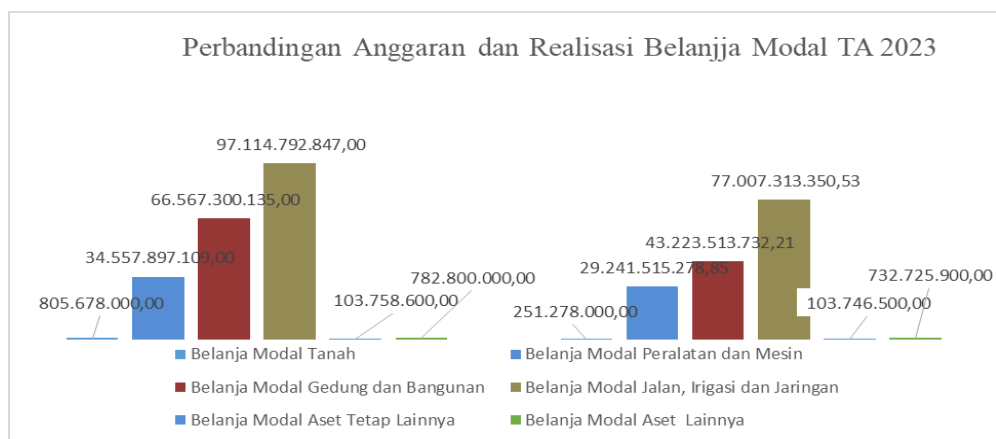 Perbandingan Anggaran dan Realisasi Belanjja Modal TA 2023
97.114.792.847,00
77.007.313.350,53
66.567.300.135,00
43.223.513.732,21
34.557.897.109,00
29.241.515.278,85
782.800.000,00
732.725.900,00
805.678.000,00
103.758.600,00
251.278.000,00
103.746.500,00
Belanja Modal Tanah
Belanja Modal Peralatan dan Mesin
Belanja Modal Gedung dan Bangunan
Belanja Modal Jalan, Irigasi dan Jaringan
Belanja Modal Aset Tetap Lainnya
Belanja Modal Aset Lainnya